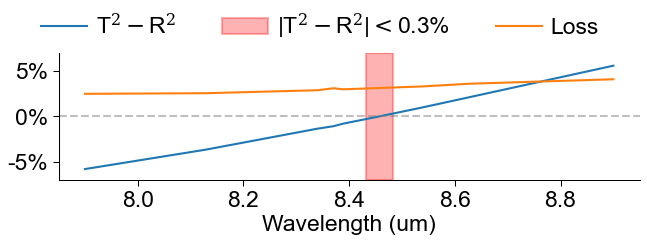 T² − R² |T² − R²| < 0.3% Loss
5%
0%
-5%
8.0 8.2 8.4 8.6 8.8
Wavelength (um)